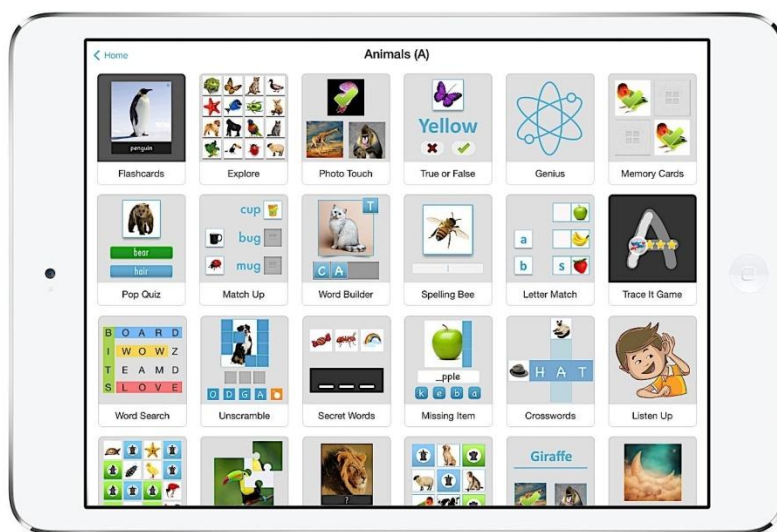 Home
Animals (A)
penguin
Flashcards
Explore
Photo Touch
Yellow
True or False
Genius
Memory Cards
bear
hair
Pop Quiz
cup
bug
mug
Match Up
T
C A
Word Builder
Spelling Bee
a
b s
Letter Match
Trace It Game
B O A R D
I W O W Z
T E A M D
S L O V E
Word Search
O D G A
Unscramble
Secret Words
_pple
k e b a
Missing Item
H A T
Crosswords
Listen Up
?
Giraffe